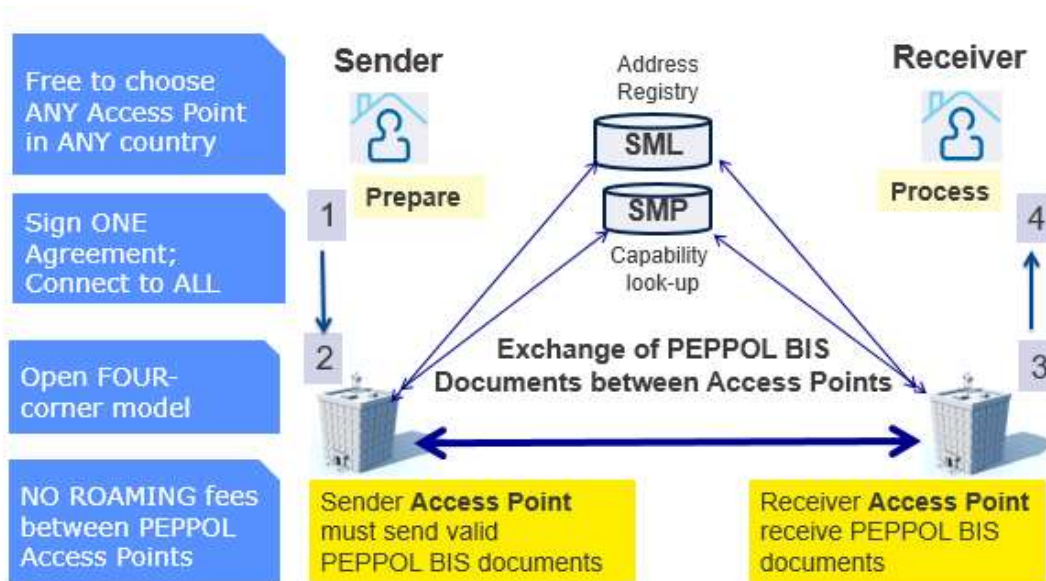 Free to choose
ANY Access Point
in ANY country
Sign ONE
Agreement;
Connect to ALL
Open FOUR-
corner model
NO ROAMING fees
between PEPPOL
Access Points
Sender
Prepare
1
2
Address
Registry
SML
SMP
Capability
look-up
Receiver
Process
4
3
Exchange of PEPPOL BIS
Documents between Access Points
Sender Access Point
must send valid
PEPPOL BIS documents
Receiver Access Point
receive PEPPOL BIS
documents